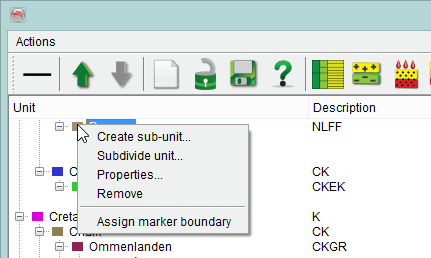 Actions
Unit Description
NLFF
Create sub-unit...
Subdivide unit...
Properties...
CK
Remove
CKEK
Assign marker boundary
K
CK
Ommenlanden CKGR